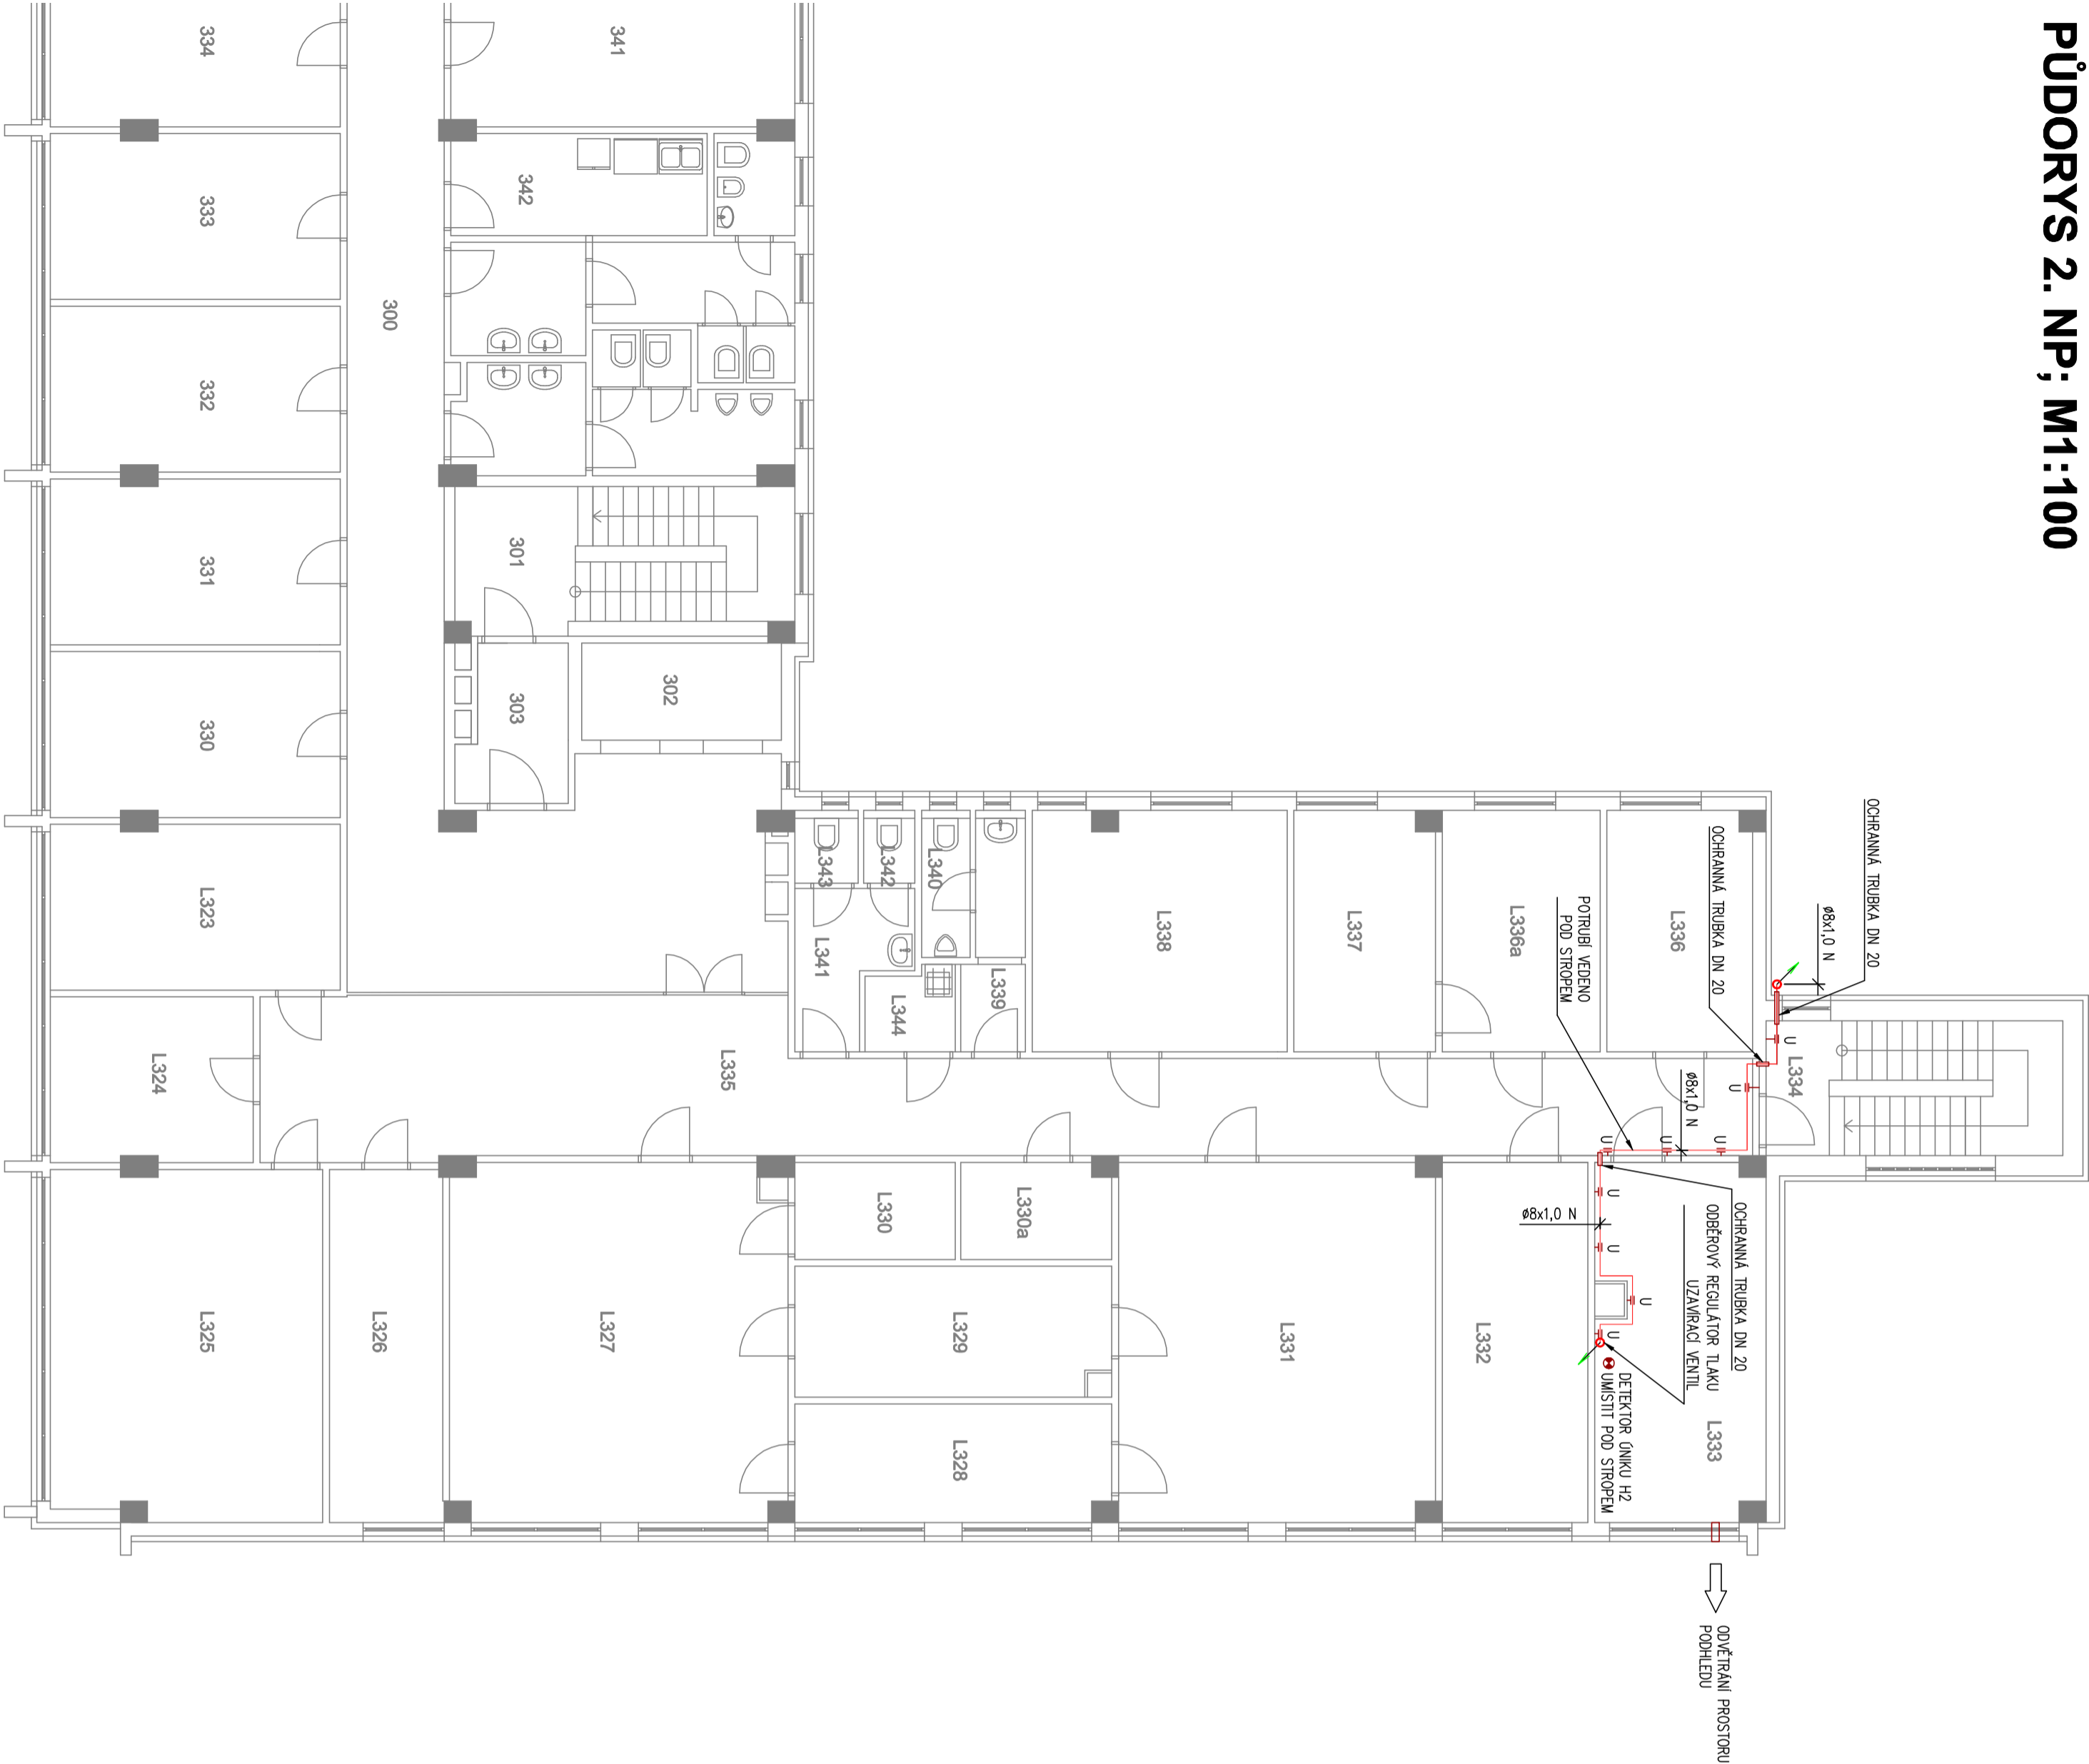 PŮDORYS 2. NP; M1:100
OCHRANNÁ TRUBKA DN 20
ø8x1,0 N
OCHRANNÁ TRUBKA DN 20
POTRUBÍ VEDENO
POD STROPEM
ø8x1,0 N
U
U
U
U
U
U
U
U
U
ø8x1,0 N
OCHRANNÁ TRUBKA DN 20
ODBĚROVÝ REGULÁTOR TLAKU
UZAVÍRACÍ VENTIL
DETEKTOR ÚNIKU H2
UMÍSTIT POD STROPEM
ODVĚTRÁNÍ PROSTORU
PODHLEDU
L334
L336
L336a
L337
L338
L339
L340
L342
L343
L341
L344
L335
L333
L332
L331
L330a
L330
L329
L328
L327
L326
L325
L324
L323
341
342
301
302
303
300
334
333
332
331
330